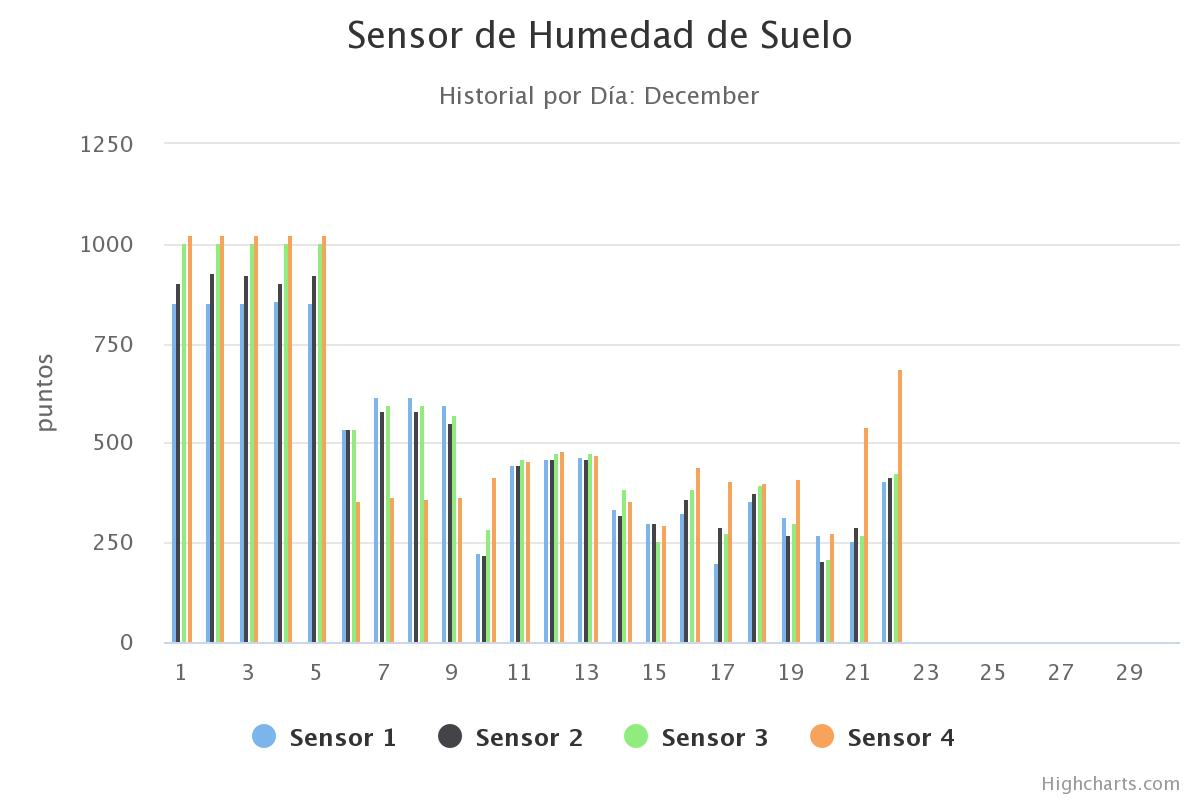 Sensor de Humedad de Suelo
Historial por Día: December
1250
1000
750
500
250
0
puntos
1 3 5 7 9 11 13 15 17 19 21 23 25 27 29
Sensor 1 Sensor 2 Sensor 3 Sensor 4
Highcharts.com